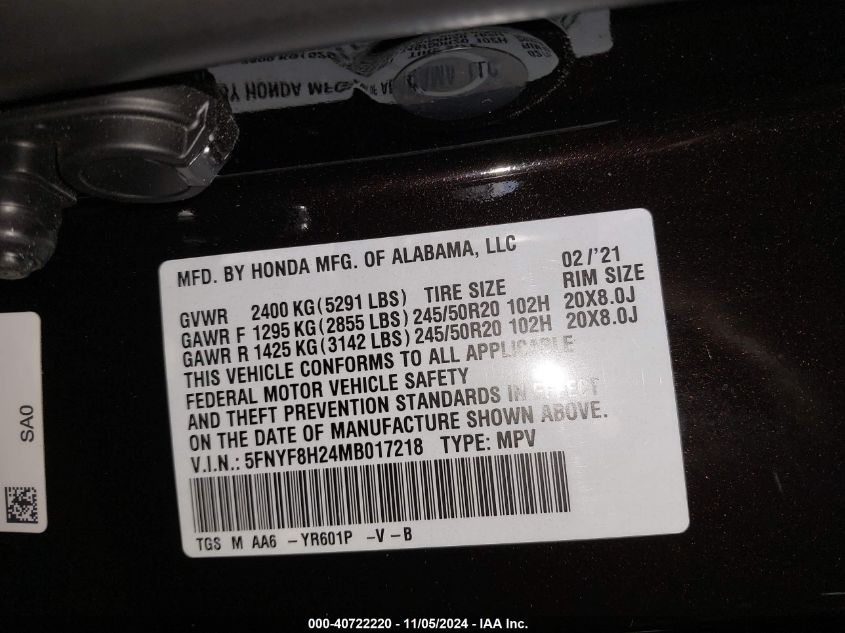 Y HONDA MFG
MFD. BY HONDA MFG. OF ALABAMA, LLC 02/'21
GVWR 2400 KG(5291 LBS) TIRE SIZE RIM SIZE
GAWR F 1295 KG(2855 LBS) 245/50R20 102H 20X8.0J
GAWR R 1425 KG(3142 LBS) 245/50R20 102H 20X8.0J
THIS VEHICLE CONFORMS TO ALL APPLICABLE
FEDERAL MOTOR VEHICLE SAFETY
AND THEFT PREVENTION STANDARDS IN EFFECT
ON THE DATE OF MANUFACTURE SHOWN ABOVE.
V.I.N.: 5FNYF8H24MB017218 TYPE: MPV
TGS M AA6 -YR601P -V-B
SA0
000-40722220 - 11/05/2024 - IAA Inc.